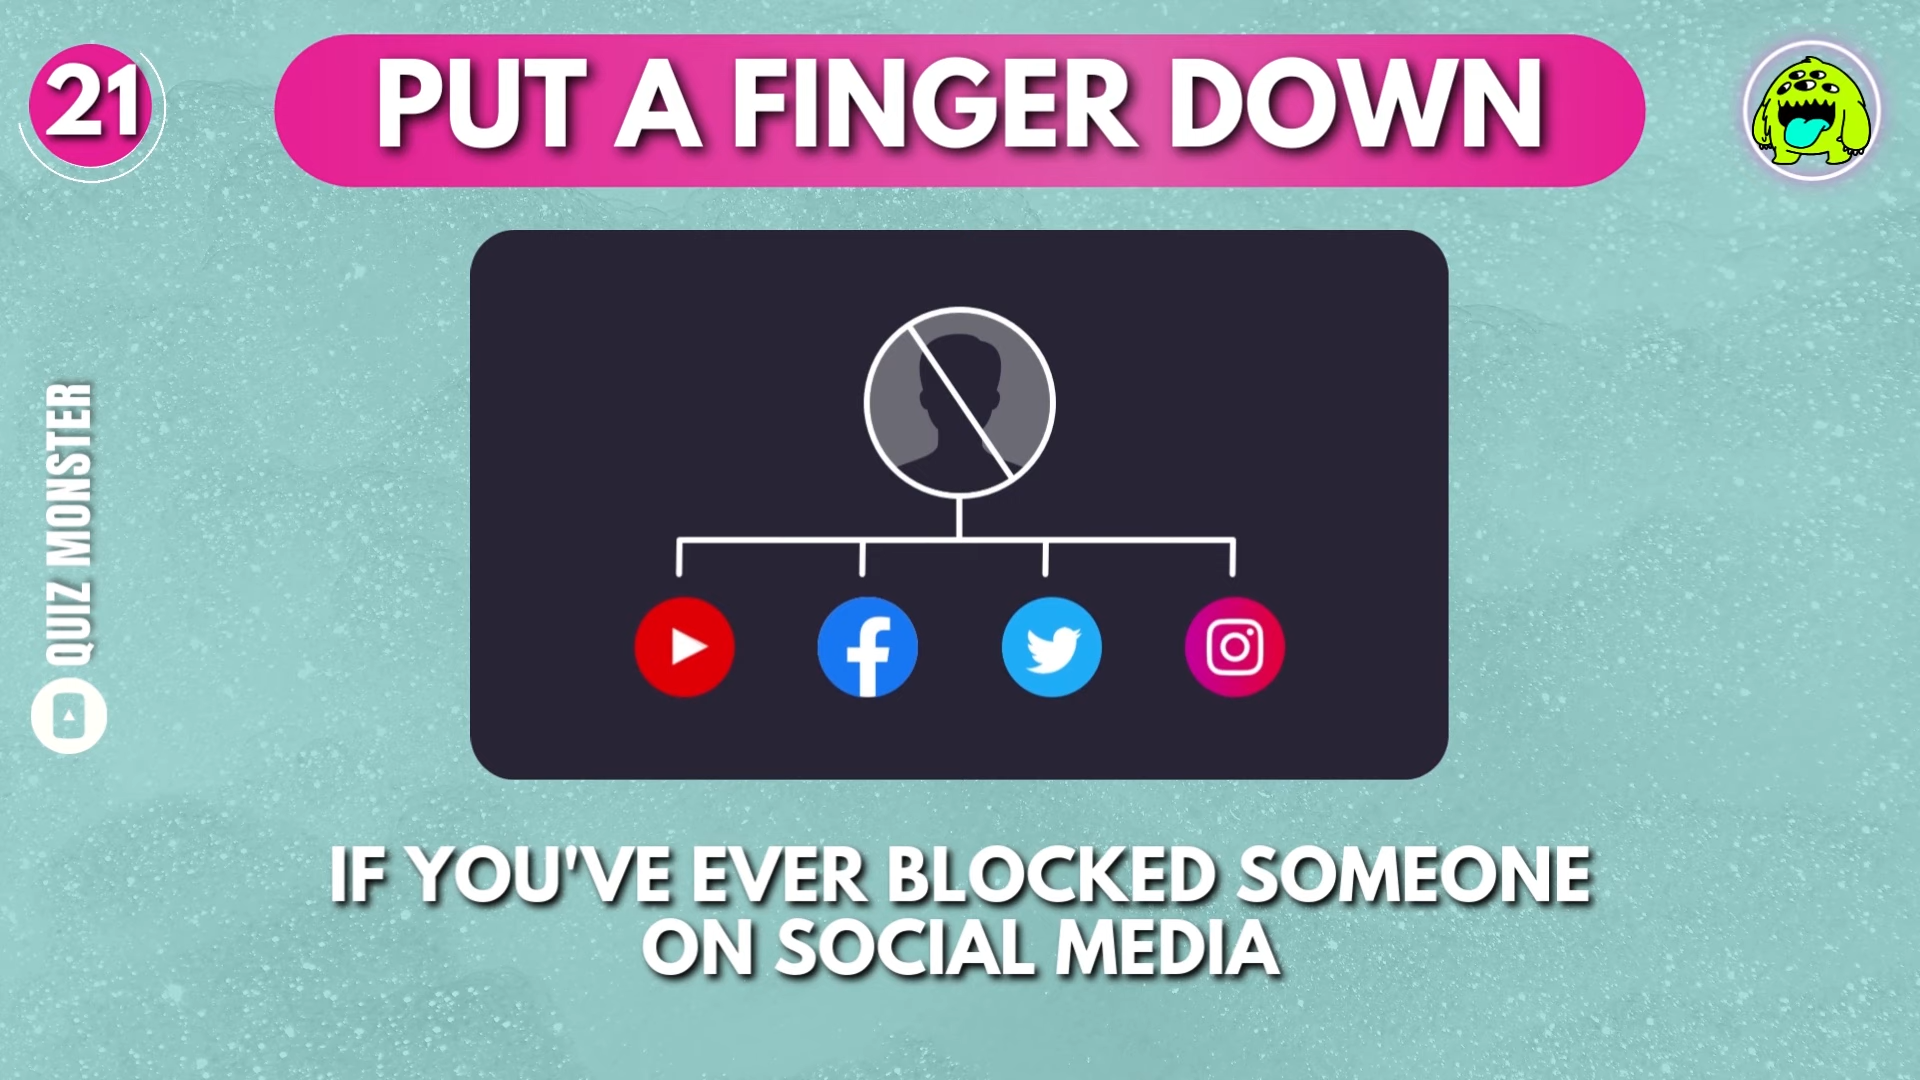 21
PUT A FINGER DOWN
QUIZ MONSTER
IF YOU'VE EVER BLOCKED SOMEONE
ON SOCIAL MEDIA